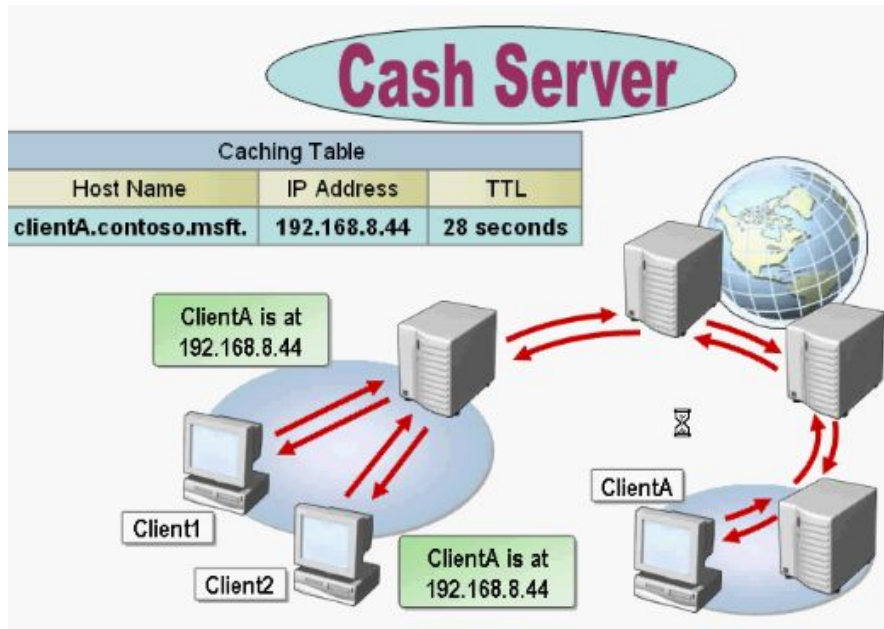 Cash Server
Caching Table
Host Name IP Address TTL
clientA.contoso.msft. 192.168.8.44 28 seconds
ClientA is at
192.168.8.44
ClientA
Client1
Client2
ClientA is at
192.168.8.44